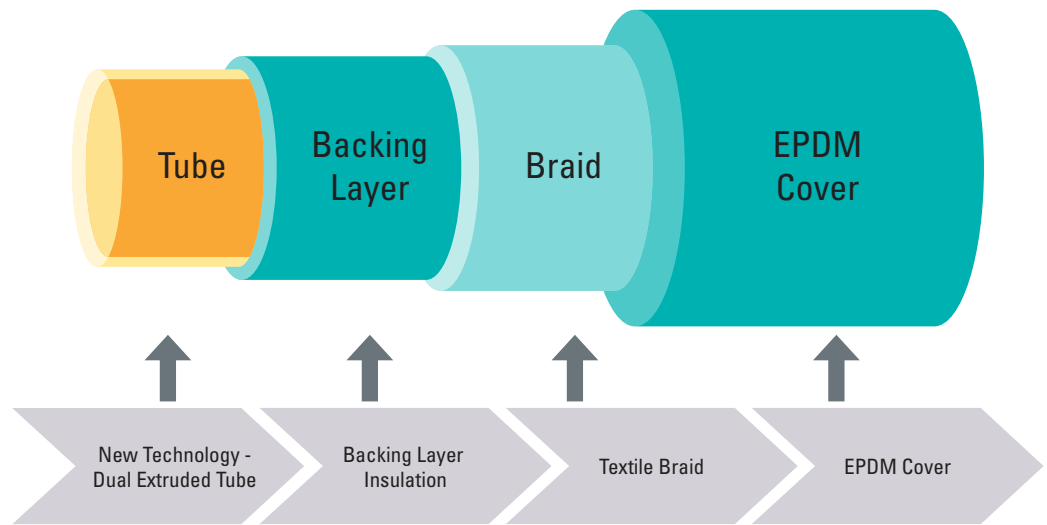 Tube
Backing
Layer
Braid
EPDM
Cover
New Technology -
Dual Extruded Tube
Backing Layer
Insulation
Textile Braid
EPDM Cover